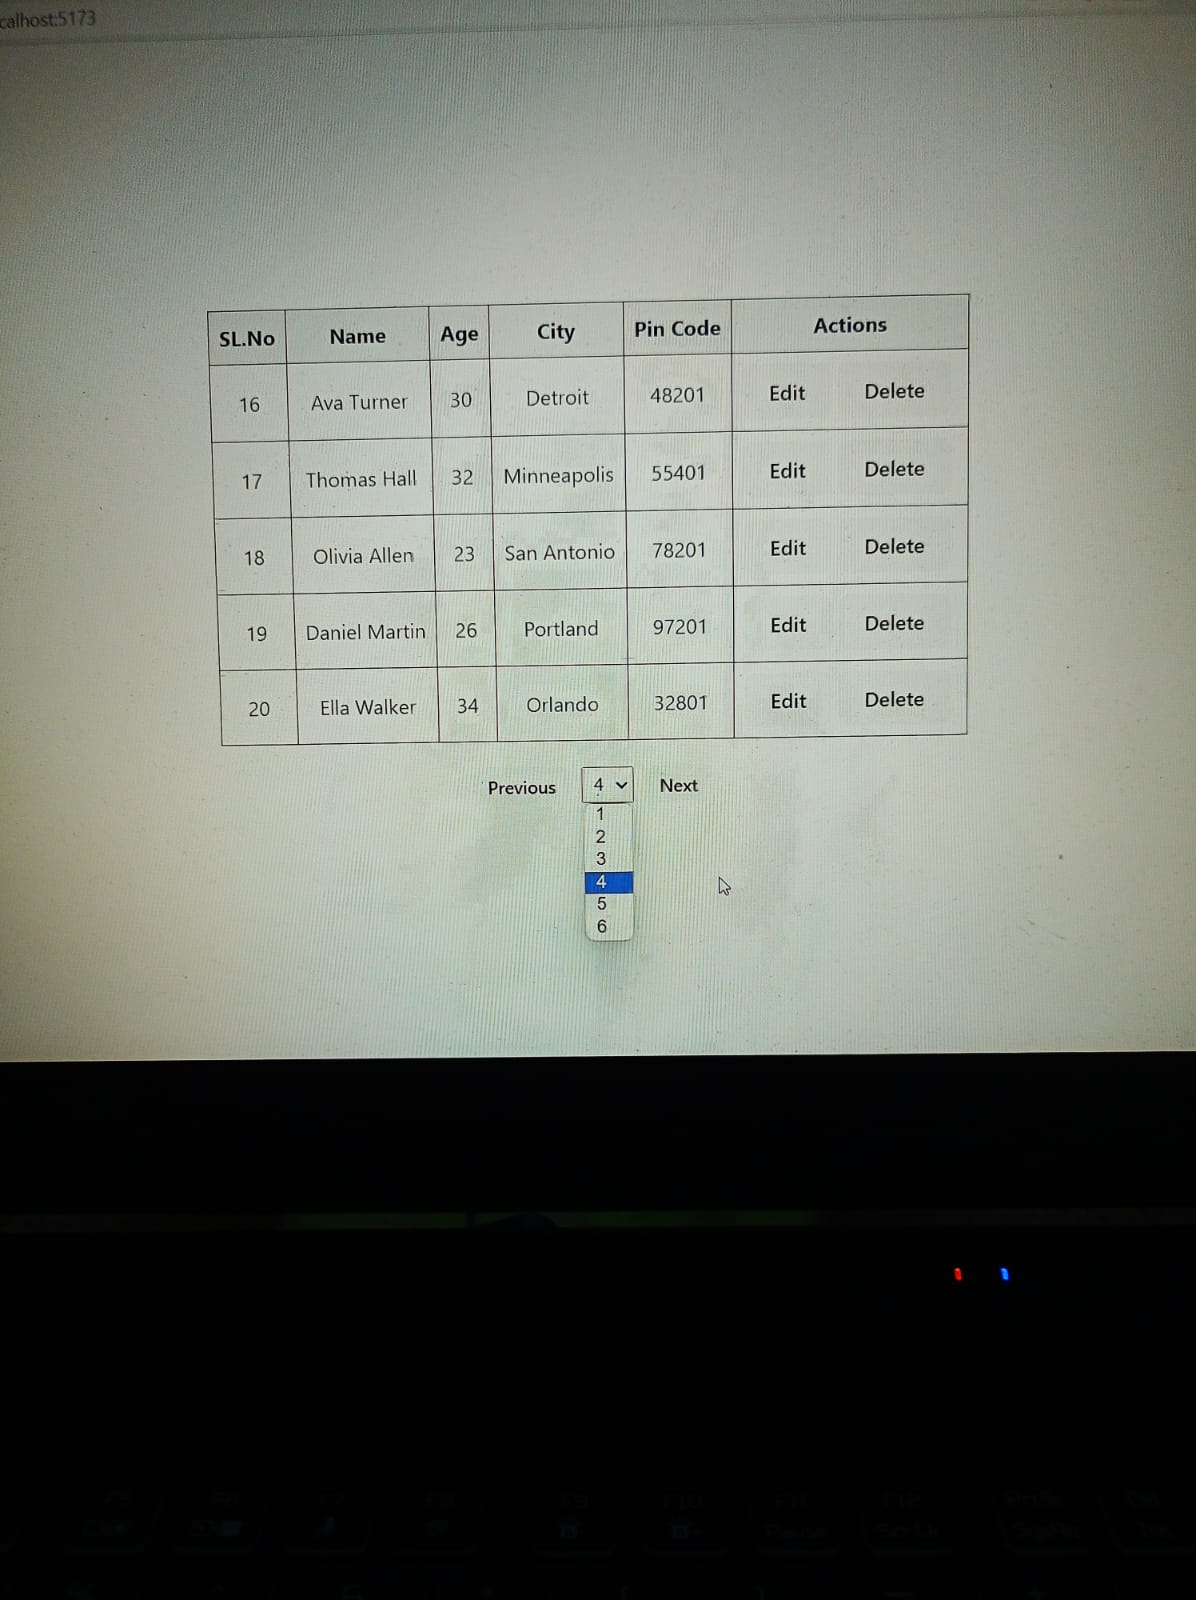 calhost:5173
SL.No Name Age City Pin Code Actions
16 Ava Turner 30 Detroit 48201 Edit Delete
17 Thomas Hall 32 Minneapolis 55401 Edit Delete
18 Olivia Allen 23 San Antonio 78201 Edit Delete
19 Daniel Martin 26 Portland 97201 Edit Delete
20 Ella Walker 34 Orlando 32801 Edit Delete
Previous 4 Next
1
2
3
4
5
6